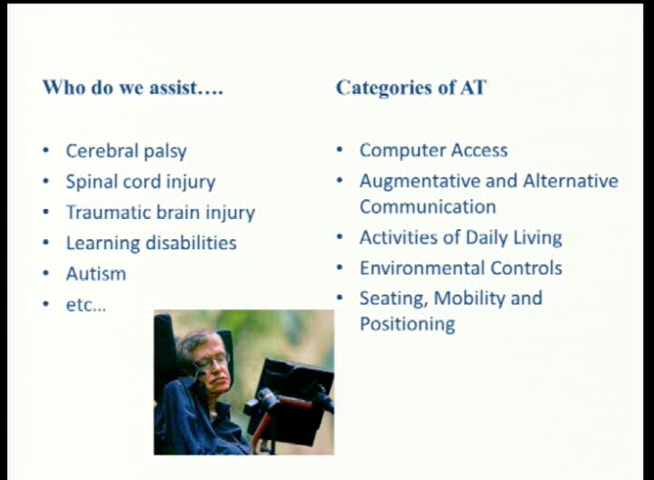 Who do we assist….
• Cerebral palsy
• Spinal cord injury
• Traumatic brain injury
• Learning disabilities
• Autism
• etc…
Categories of AT
• Computer Access
• Augmentative and Alternative
Communication
• Activities of Daily Living
• Environmental Controls
• Seating, Mobility and
Positioning